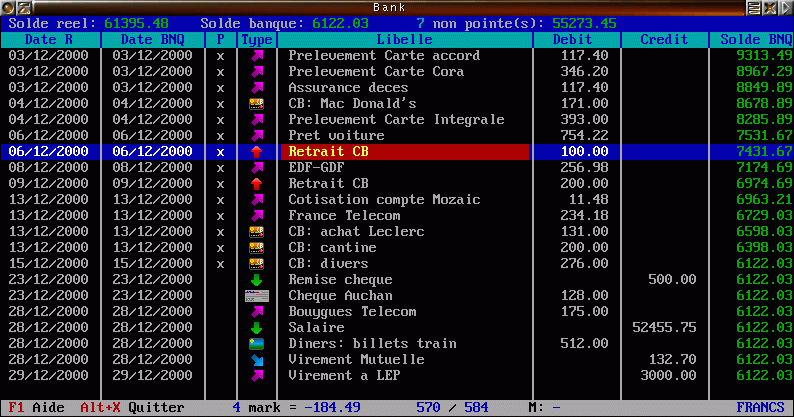 Bank
Solde reel: 61395.48 Solde banque: 6122.03 7 non pointe(s): 55273.45
Date R Date BNQ P Type Libelle Debit Credit Solde BNQ
03/12/2000 03/12/2000 x Prelevement Carte accord 117.40 9313.49
03/12/2000 03/12/2000 x Prelevement Carte Cora 346.20 8967.29
03/12/2000 03/12/2000 x Assurance deces 117.40 8849.89
04/12/2000 04/12/2000 x CB: Mac Donald's 171.00 8678.89
04/12/2000 04/12/2000 x Prelevement Carte Integrale 393.00 8285.89
06/12/2000 06/12/2000 x Pret voiture 754.22 7531.67
06/12/2000 06/12/2000 x Retrait CB 100.00 7431.67
08/12/2000 08/12/2000 x EDF-GDF 256.98 7174.69
09/12/2000 09/12/2000 x Retrait CB 200.00 6974.69
13/12/2000 13/12/2000 x Cotisation compte Mozaic 11.48 6963.21
13/12/2000 13/12/2000 x France Telecom 234.18 6729.03
13/12/2000 13/12/2000 x CB: achat Leclerc 131.00 6598.03
13/12/2000 13/12/2000 x CB: cantine 200.00 6398.03
15/12/2000 15/12/2000 x CB: divers 276.00 6122.03
23/12/2000 23/12/2000 Remise cheque 500.00 6122.03
23/12/2000 23/12/2000 Cheque Auchan 128.00 6122.03
28/12/2000 28/12/2000 Bouygues Telecom 175.00 6122.03
28/12/2000 28/12/2000 Salaire 52455.75 6122.03
28/12/2000 28/12/2000 Diners: billets train 512.00 6122.03
28/12/2000 28/12/2000 Virement Mutuelle 132.70 6122.03
29/12/2000 29/12/2000 Virement a LEP 3000.00 6122.03
F1 Aide Alt+X Quitter 4 mark = -184.49 570 / 584 M: - FRANCS